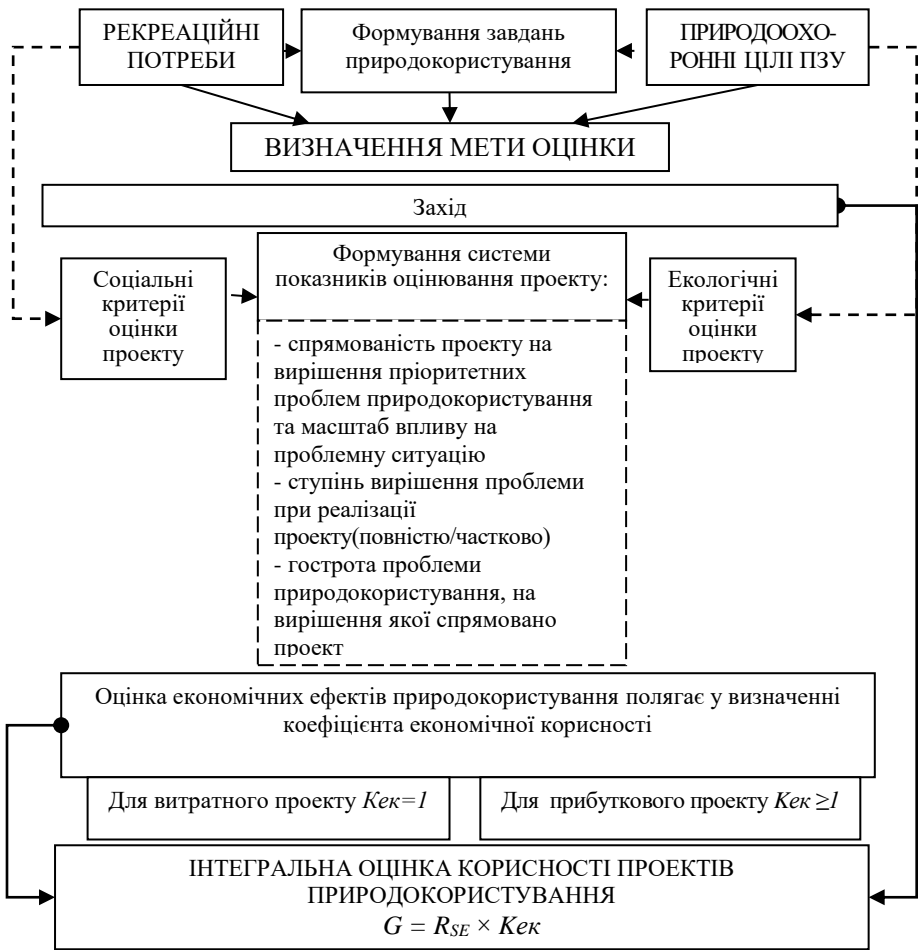 РЕКРЕАЦІЙНІ
ПОТРЕБИ
Формування завдань
природокористування
ПРИРОДООХО-
РОННІ ЦІЛІ ПЗУ
ВИЗНАЧЕННЯ МЕТИ ОЦІНКИ
Захід
Соціальні
критерії
оцінки
проекту
Формування системи
показників оцінювання проекту:
Екологічні
критерії
оцінки
проекту
- спрямованість проекту на
вирішення пріоритетних
проблем природокористування
та масштаб впливу на
проблемну ситуацію
- ступінь вирішення проблеми
при реалізації
проекту(повністю/частково)
- гострота проблеми
природокористування, на
вирішення якої спрямовано
проект
Оцінка економічних ефектів природокористування полягає у визначенні
коефіцієнта економічної корисності
Для витратного проекту Кек=1
Для прибуткового проекту Кек ≥1
ІНТЕГРАЛЬНА ОЦІНКА КОРИСНОСТІ ПРОЕКТІВ
ПРИРОДОКОРИСТУВАННЯ
G = R_SE × Кек